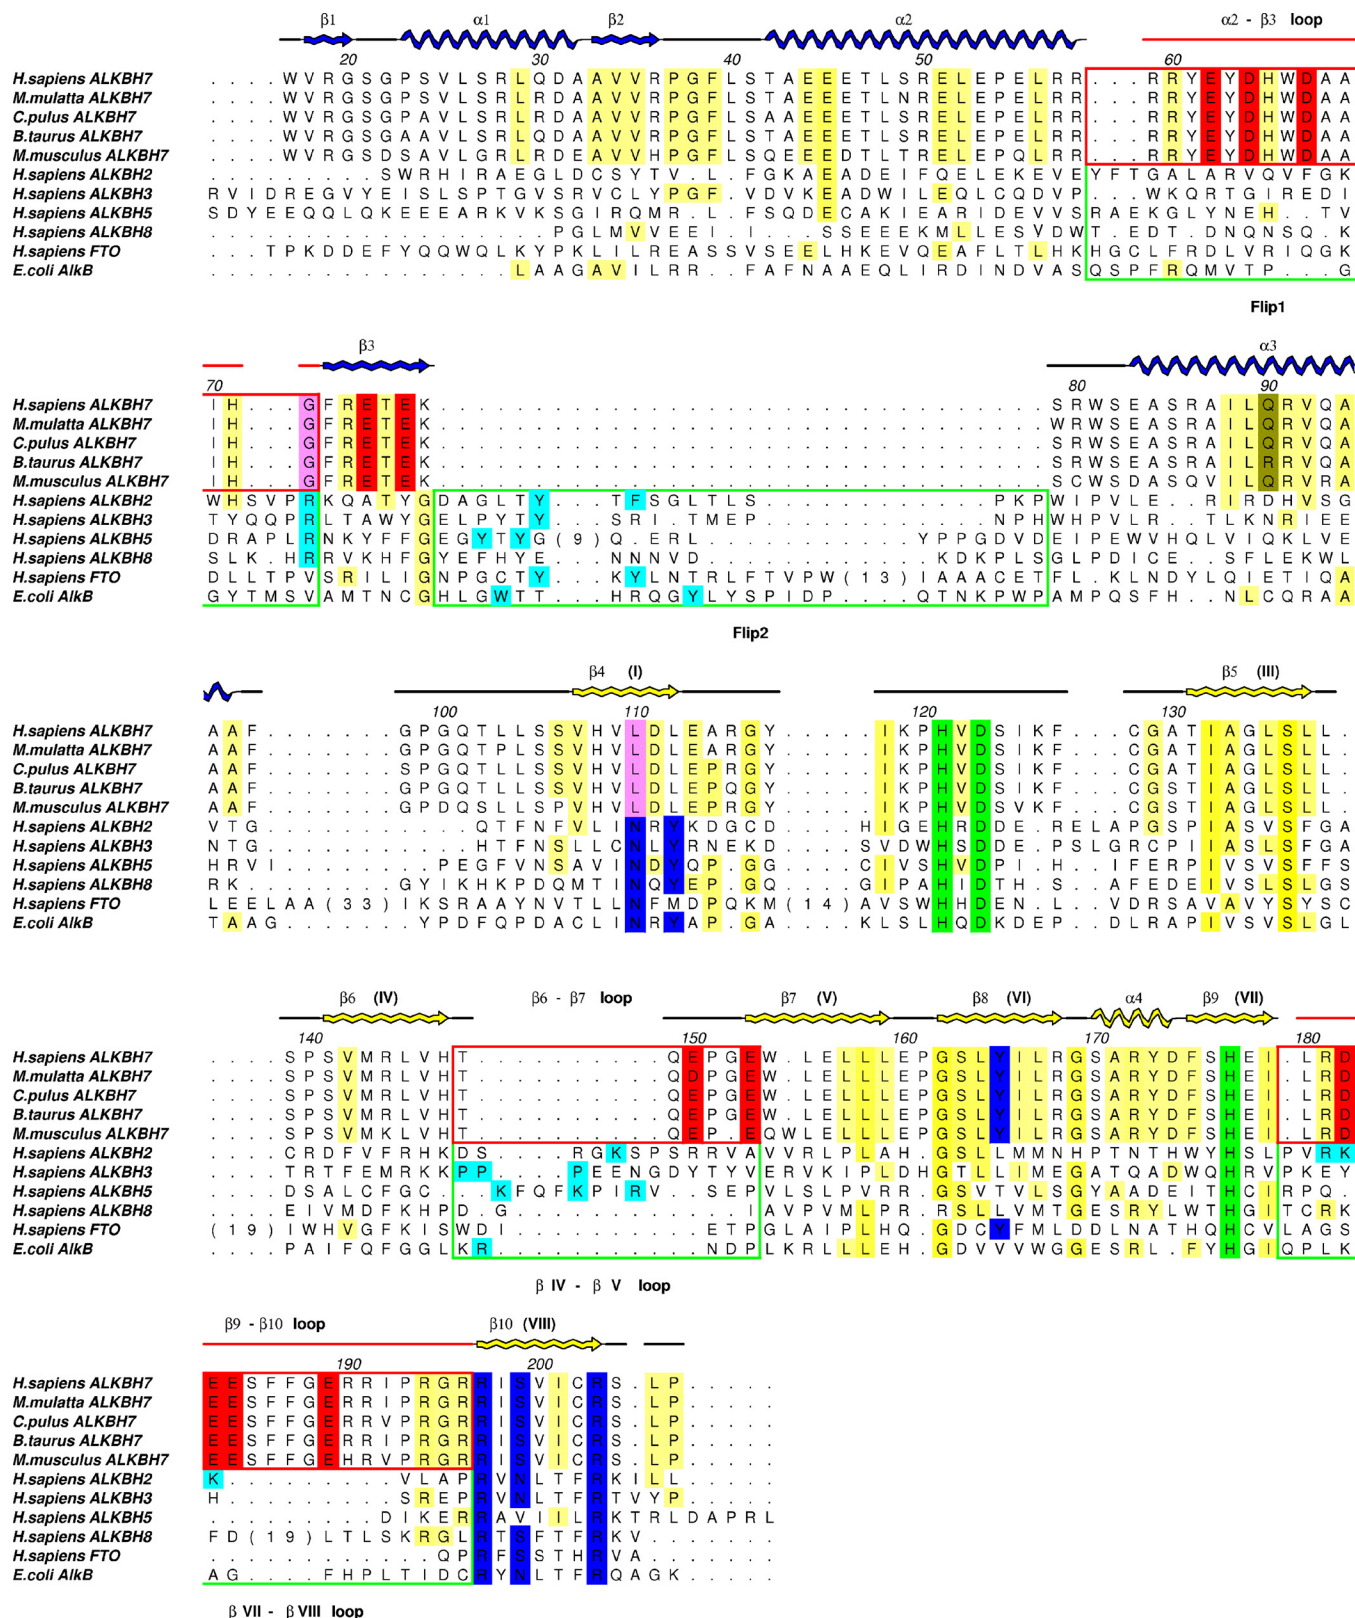 β1 α1 β2 α2 α2 - β3 loop
20 30 40 50 60
H.sapiens ALKBH7 ....WVRGSGPSVLSRLQDAAVVRPGFLSTAEEETLSRELEPELRR...RRYEYDHWDAA
M.mulatta ALKBH7 ....WVRGSGPSVLSRLRDAAVVRPGFLSTAEEETLNRELEPELRR...RRYEYDHWDAA
C.pulus ALKBH7 ....WVRGSGPAVLSRLRDAAVVRPGFLSAAEEETLSRELEPELRR...RRYEYDHWDAA
B.taurus ALKBH7 ....WVRGSGAAVLSRLQDAAVVRPGFLSTAEEETLSRELEPELRR...RRYEYDHWDAA
M.musculus ALKBH7 ....WVRGSDSAVLGRLRDEAVVHPGFLSQEEEDTLTRELEPQLRR...RRYEYDHWDAA
H.sapiens ALKBH2 .........SWRHIRAEGLDCSYTV.LFGKAEADEIFQELEKEVEYFTGALARVQVFGK
H.sapiens ALKBH3 RVIDREGVYEISLSPTGVSRVCLYPGF.VDVKEADWILEQLCQDVP..WKQRTGIREDI
H.sapiens ALKBH5 SDYEEQQLQKEEEARKVKSGIRQMR.L.FSQDECAKIEARIDEVVSRAEKGLYNEH..TV
H.sapiens ALKBH8 ..................PGLMVVEEI.I...SSEEEKMLLESVDWT.EDT.DNQNSQ.K
H.sapiens FTO ...TPKDDEFYQQWQLKYPKLILREASSVSEELHKEVQEAFLTLHKHGCLFRDLVRIQGK
E.coli AlkB ................LAAGAVILRR.FAFNAAEQLIRDINDVASQSPFRQMVTP...G
Flip1
β3 α3
70 80 90
H.sapiens ALKBH7 IH...GFRETEK................................SRWSEASRAILQRVQA
M.mulatta ALKBH7 IH...GFRETEK................................WRWSEASRAILQRVQA
C.pulus ALKBH7 IH...GFRETEK................................SRWSEASRAILQRVQA
B.taurus ALKBH7 IH...GFRETEK................................SRWSEASRAILRRVQA
M.musculus ALKBH7 IH...GFRETEK................................SCWSDASQVILQRVQA
H.sapiens ALKBH2 WHSVPRKQATYGDAGLTY...TFSGLTLS............PKPWIPVLE..RIRDHVSG
H.sapiens ALKBH3 TYQQPRLTAWYGELPYTY...SRI.TMEP............NPHWHPVLR..TLKNRIEE
H.sapiens ALKBH5 DRAPLRNKYFFGEGYTYG(9)Q.ERL...........YPPGDVDEIPEWVHQLVIQKLVE
H.sapiens ALKBH8 SLK.HRRVKHFGYEFHYE...NNNVD............KDKPLSGLPDICE..SFLEKWL
H.sapiens FTO DLLTPVSRILIGNPGCTY...KYLNTRLFTVPW(13)AAACETFL.KLNDYLQIETIQA
E.coli AlkB GYTMSVAMTNCGHLGWTT...HRQGYLYSPIDP....QTNKPWPAMPQSFH..NLCQRAA
Flip2
β4 (I) β5 (III)
100 110 120 130
H.sapiens ALKBH7 AAF.......GPGQTLLSSVHVLDLEARGY.....IKPHVDSIKF...CGATIAGLSLL.
M.mulatta ALKBH7 AAF.......GPGQTLLSSVHVLDLEARGY.....IKPHVDSIKF...CGATIAGLSLL.
C.pulus ALKBH7 AAF.......SPGQTLLSSVHVLDLEPRGY.....IKPHVDSIKF...CGATIAGLSLL.
B.taurus ALKBH7 AAF.......GPGQTLLSSVHVLDLEPQGY.....IKPHVDSIKF...CGATIAGLSLL.
M.musculus ALKBH7 AAF.......GPDQSLLSPVHVLDLEPRGY.....IKPHVDSVKF...CGSTIAGLSLL.
H.sapiens ALKBH2 VTG...........QTFNFVLINRYKDGCD....HIGEHRDDE.RELAPGSPIASVSFGA
H.sapiens ALKBH3 NTG...........HTFNSLLCNLYRNEKD....SVDWHSDDE.PSLGRCPIIASLSFGA
H.sapiens ALKBH5 HRVI........PEGFVNSAVINDYQP.GG....CIVSHVDPI.H..IFERPIVSVSFFS
H.sapiens ALKBH8 RK........GYIKHKPDQMTINQYEP.GQ....GIPAHIDTH.S..AFEDEIVSLSLGS
H.sapiens FTO LEELAA(33)IKSRAAYNVTLLNFMDPQKM(14)AVSWHHDEN.L..VDRSAVAVYSYSC
E.coli AlkB TAAG.......YPDFQPDACLINRYAP.GA....KLSLHQDKDEP..DLRAPIVSVSLGL
β6 (IV) β6 - β7 loop β7 (V) β8 (VI) α4 β9 (VII)
140 150 160 170 180
H.sapiens ALKBH7 ....SPSVMRLVHT..........QEPGEW.LELLLEPGSLYILRGSARYDFSHEI.LRD
M.mulatta ALKBH7 ....SPSVMRLVHT..........QDPGEW.LELLLEPGSLYILRGSARYDFSHEI.LRD
C.pulus ALKBH7 ....SPSVMRLVHT..........QEPGEW.LELLLEPGSLYILRGSARYDFSHEI.LRD
B.taurus ALKBH7 ....SPSVMRLVHT..........QEPGEW.LELLLEPGSLYILRGSARYDFSHEI.LRD
M.musculus ALKBH7 ....SPSVMKLVHT..........QEP.EQWLELLLEPGSLYILRGSARYDFSHEI.LRD
H.sapiens ALKBH2 ....CRDFVFRHKDS....RGKSPSRRVAVVRLPLAH.GSLLMMNHPTNTHWYHSLPVRK
H.sapiens ALKBH3 ....TRTFEMRKKPP....PEENGDYTYVERVKIPLDHGTLLIMEGATQADWQHRVPKEY
H.sapiens ALKBH5 ....DSALCFGC...KFQFKPIRV...SEPVLSLPVRR.GSVTVLSGYAADEITHCIRPQ.
H.sapiens ALKBH8 ....EIVMDFKHPD.G.............IAVPVMLPR.RSLLVMTGESRYLWTHGITCRK
H.sapiens FTO (19)IWHVGFKISWDI..........ETPGLAIPLHQ.GDCYFMLDDLNATHQHCVLAGS
E.coli AlkB ....PAIFQFGGLKR...........NDPLKRLLLEH.GDVVVWGGESRL.FYHGIQPLK
β IV - β V loop
β9 - β10 loop β10 (VIII)
190 200
H.sapiens ALKBH7 EESFFGERRIPRGRRISVICRS.LP.....
M.mulatta ALKBH7 EESFFGERRIPRGRRISVICRS.LP.....
C.pulus ALKBH7 EESFFGERRVPRGRRISVICRS.LP.....
B.taurus ALKBH7 EESFFGERRIPRGRRISVICRS.LP.....
M.musculus ALKBH7 EESFFGEHRVPRGRRISVICRS.LP.....
H.sapiens ALKBH2 K.........VLAPRVNLTFRKILL.....
H.sapiens ALKBH3 H.........SREPRVNLTFRTVYP.....
H.sapiens ALKBH5 .........DIKERRAVIILRKTRLDAPRL
H.sapiens ALKBH8 FD(19)LTLSKRGLRTSFTFRKV.......
H.sapiens FTO ............QPRFSSTHRVA.......
E.coli AlkB AG....FHPLTIDCRYNLTFRQAGK.....
β VII - β VIII loop